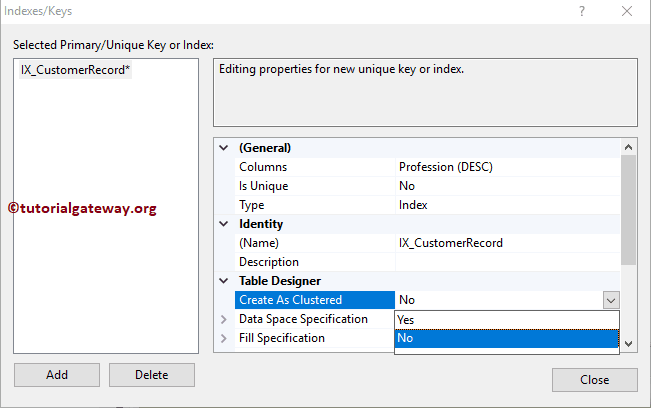 Indexes/Keys
?
Selected Primary/Unique Key or Index:
IX_CustomerRecord*
Editing properties for new unique key or index.
(General)
Columns Profession (DESC)
Is Unique No
Type Index
©tutorialgateway.org
Identity
(Name) IX_CustomerRecord
Description
Table Designer
Create As Clustered No
Data Space Specification Yes
Fill Specification No
Add Delete
Close